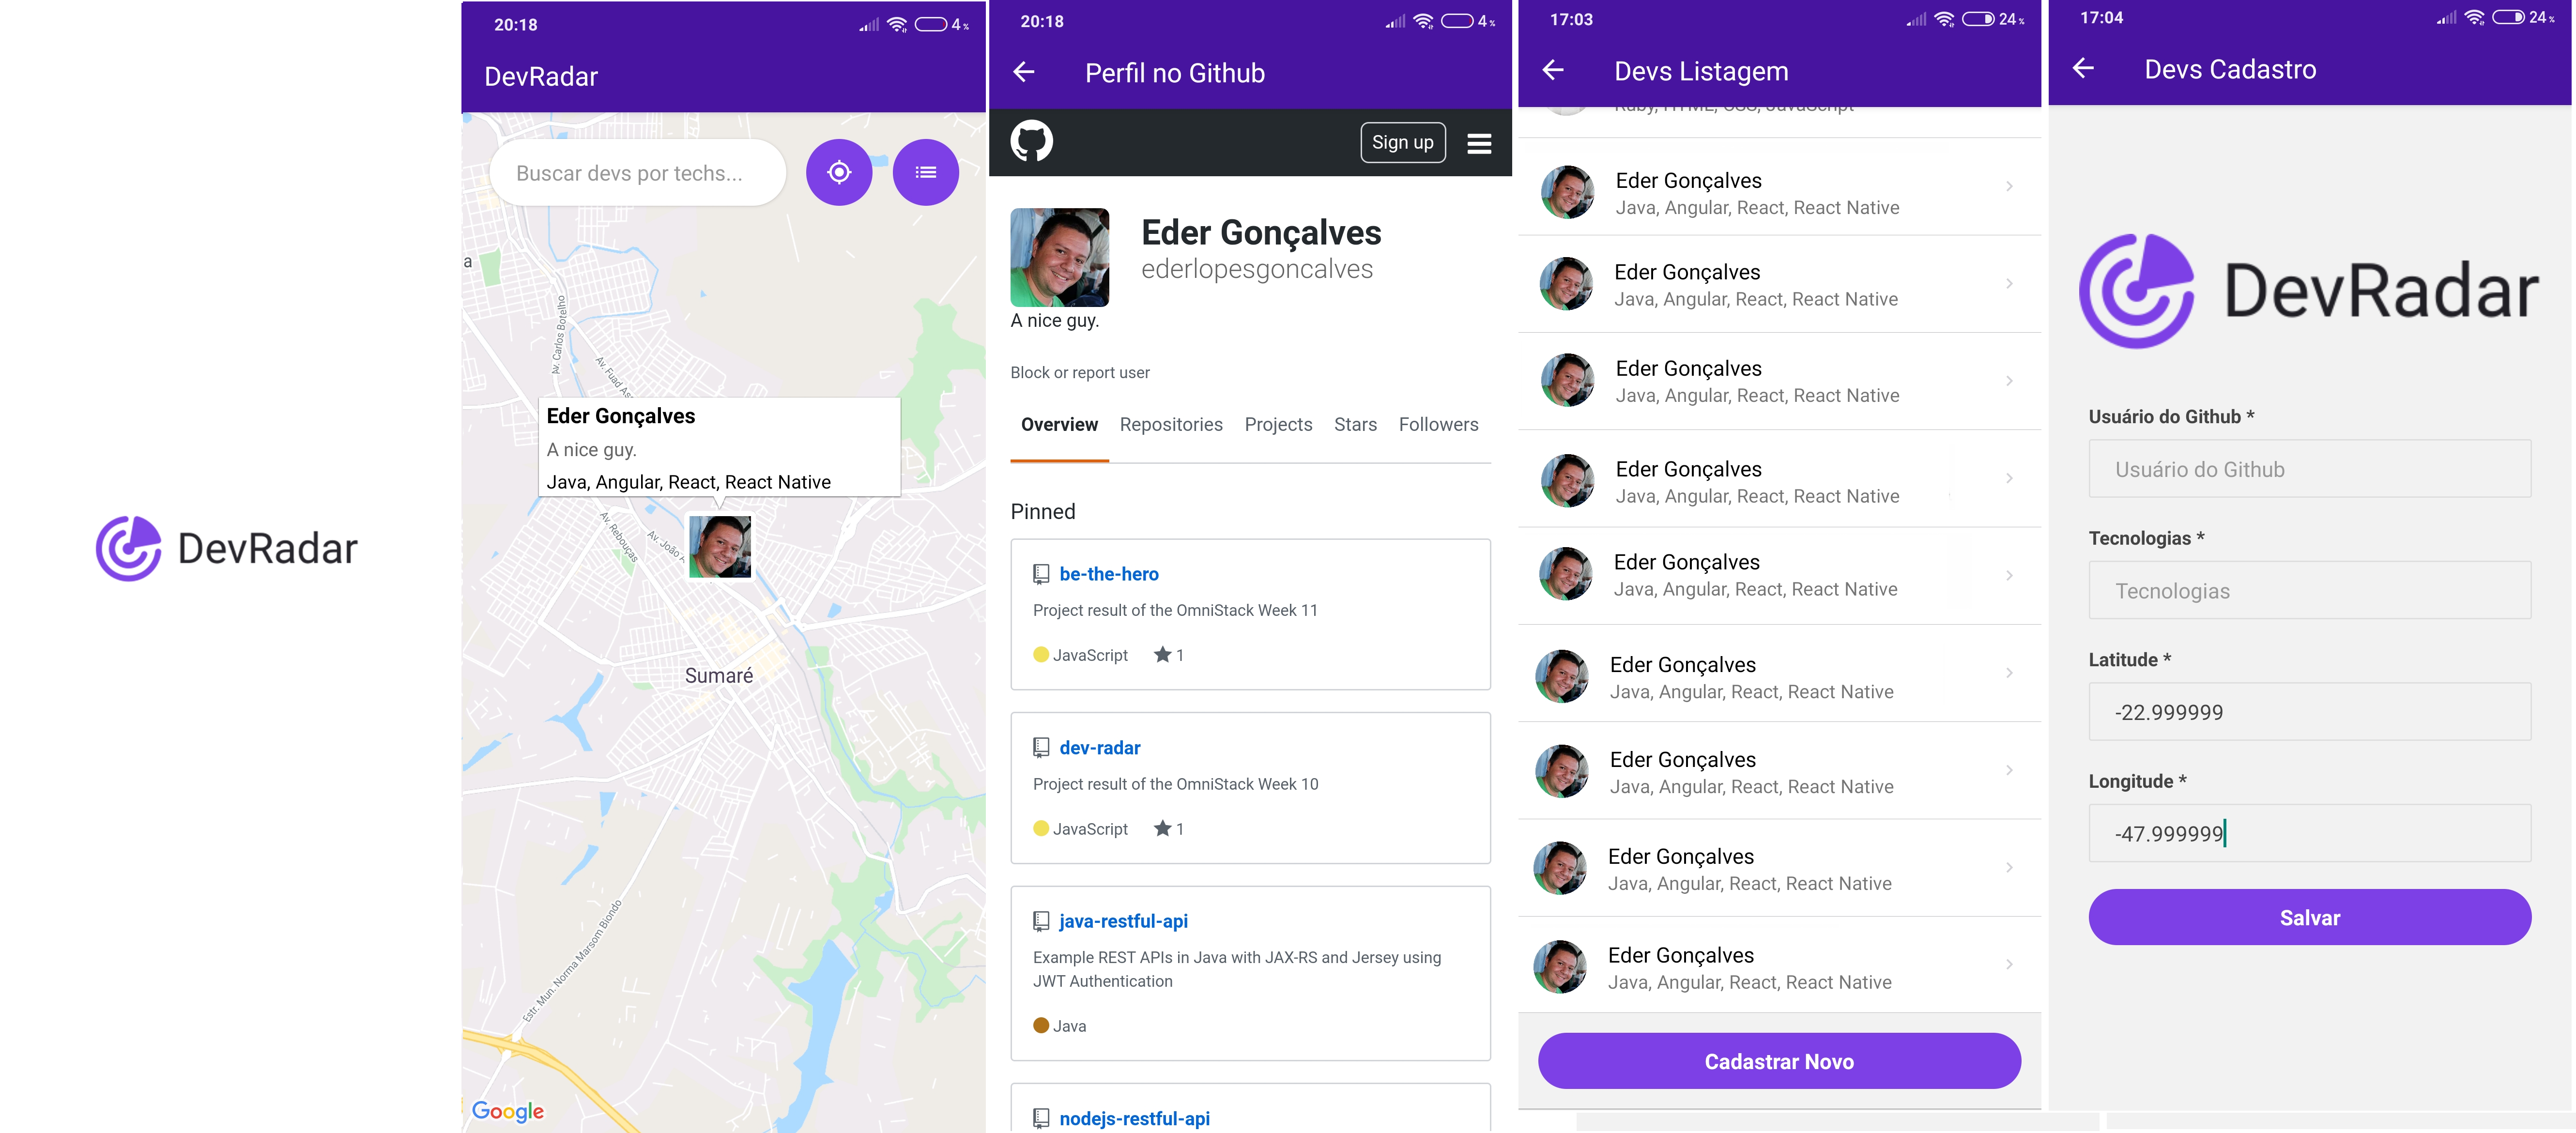 DevRadar
20:18
4%
DevRadar
Buscar devs por techs...
a
Av. Carlos Botelho
Av. Fuad As
Eder Gonçalves
A nice guy.
Java, Angular, React, React Native
Av. Rebouças
Av. João
Sumaré
Estr. Mun. Norma Marsom Biondo
Google
20:18
4%
Perfil no Github
Sign up
Eder Gonçalves
ederlopesgoncalves
A nice guy.
Block or report user
Overview Repositories Projects Stars Followers
Pinned
be-the-hero
Project result of the OmniStack Week 11
JavaScript 1
dev-radar
Project result of the OmniStack Week 10
JavaScript 1
java-restful-api
Example REST APIs in Java with JAX-RS and Jersey using
JWT Authentication
Java
nodejs-restful-api
17:03
24%
Devs Listagem
Ruby, HTML, CSS, JavaScript
Eder Gonçalves
Java, Angular, React, React Native
Eder Gonçalves
Java, Angular, React, React Native
Eder Gonçalves
Java, Angular, React, React Native
Eder Gonçalves
Java, Angular, React, React Native
Eder Gonçalves
Java, Angular, React, React Native
Eder Gonçalves
Java, Angular, React, React Native
Eder Gonçalves
Java, Angular, React, React Native
Eder Gonçalves
Java, Angular, React, React Native
Eder Gonçalves
Java, Angular, React, React Native
Cadastrar Novo
17:04
24%
Devs Cadastro
DevRadar
Usuário do Github *
Usuário do Github
Tecnologias *
Tecnologias
Latitude *
-22.999999
Longitude *
-47.999999
Salvar